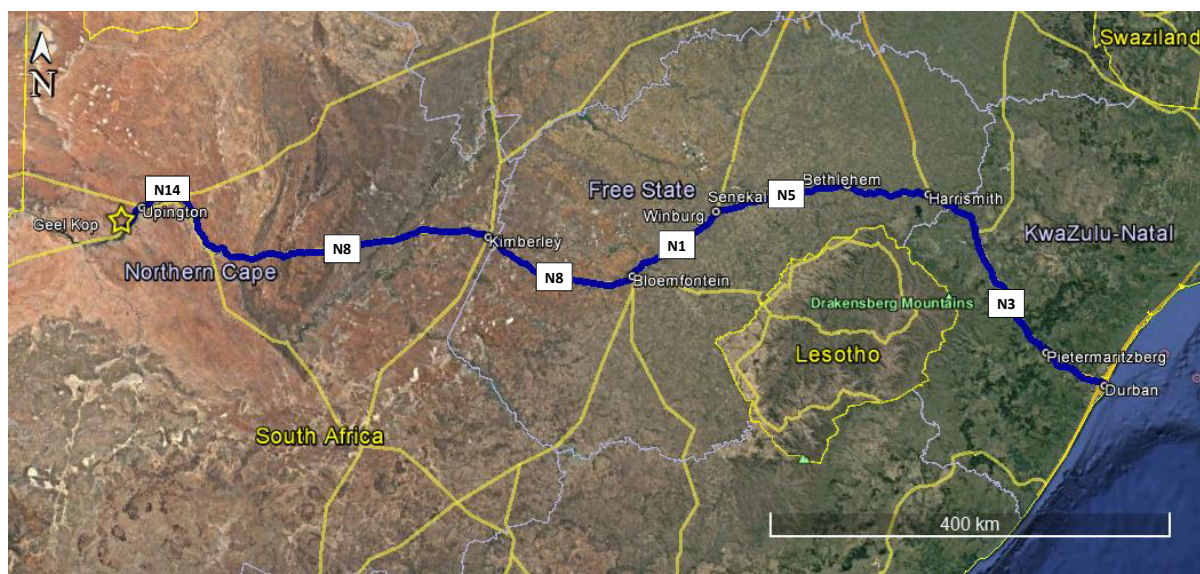 Swaziland
N
N14
Geel Kop
Upington
Northern Cape
N8
Kimberley
N8
Free State
Senekal
N5
Bethlehem
Harrismith
Winburg
N1
Bloemfontein
KwaZulu-Natal
Drakensberg Mountains
N3
Lesotho
Pietermaritzberg
Durban
South Africa
400 km